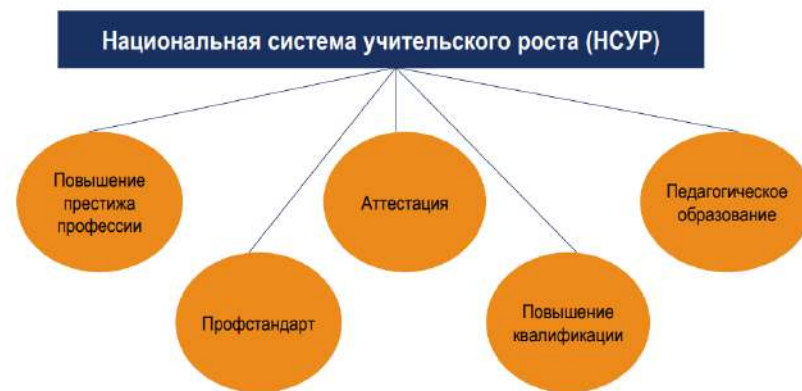 Национальная система учительского роста (НСУР)
Повышение
престижа
профессии
Профстандарт
Аттестация
Повышение
квалификации
Педагогическое
образование